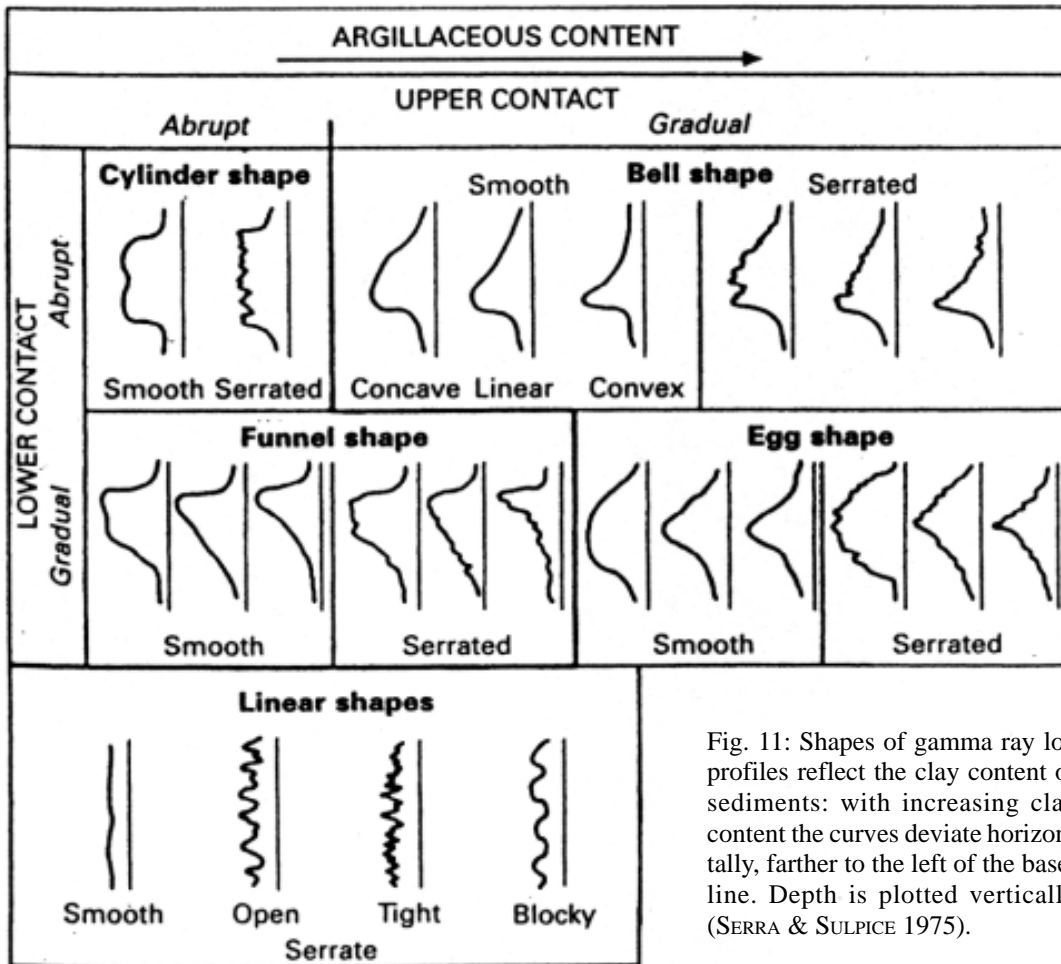 ARGILLACEOUS CONTENT
UPPER CONTACT
Abrupt Gradual
LOWER CONTACT
Abrupt
Gradual
Cylinder shape
Smooth Serrated
Bell shape
Smooth Serrated
Concave Linear Convex
Funnel shape
Smooth Serrated
Egg shape
Smooth Serrated
Linear shapes
Smooth Open Tight Blocky
Serrate
Fig. 11: Shapes of gamma ray lo
profiles reflect the clay content o
sediments: with increasing cla
content the curves deviate horizon
tally, farther to the left of the base
line. Depth is plotted verticall
(SERRA & SULPICE 1975).